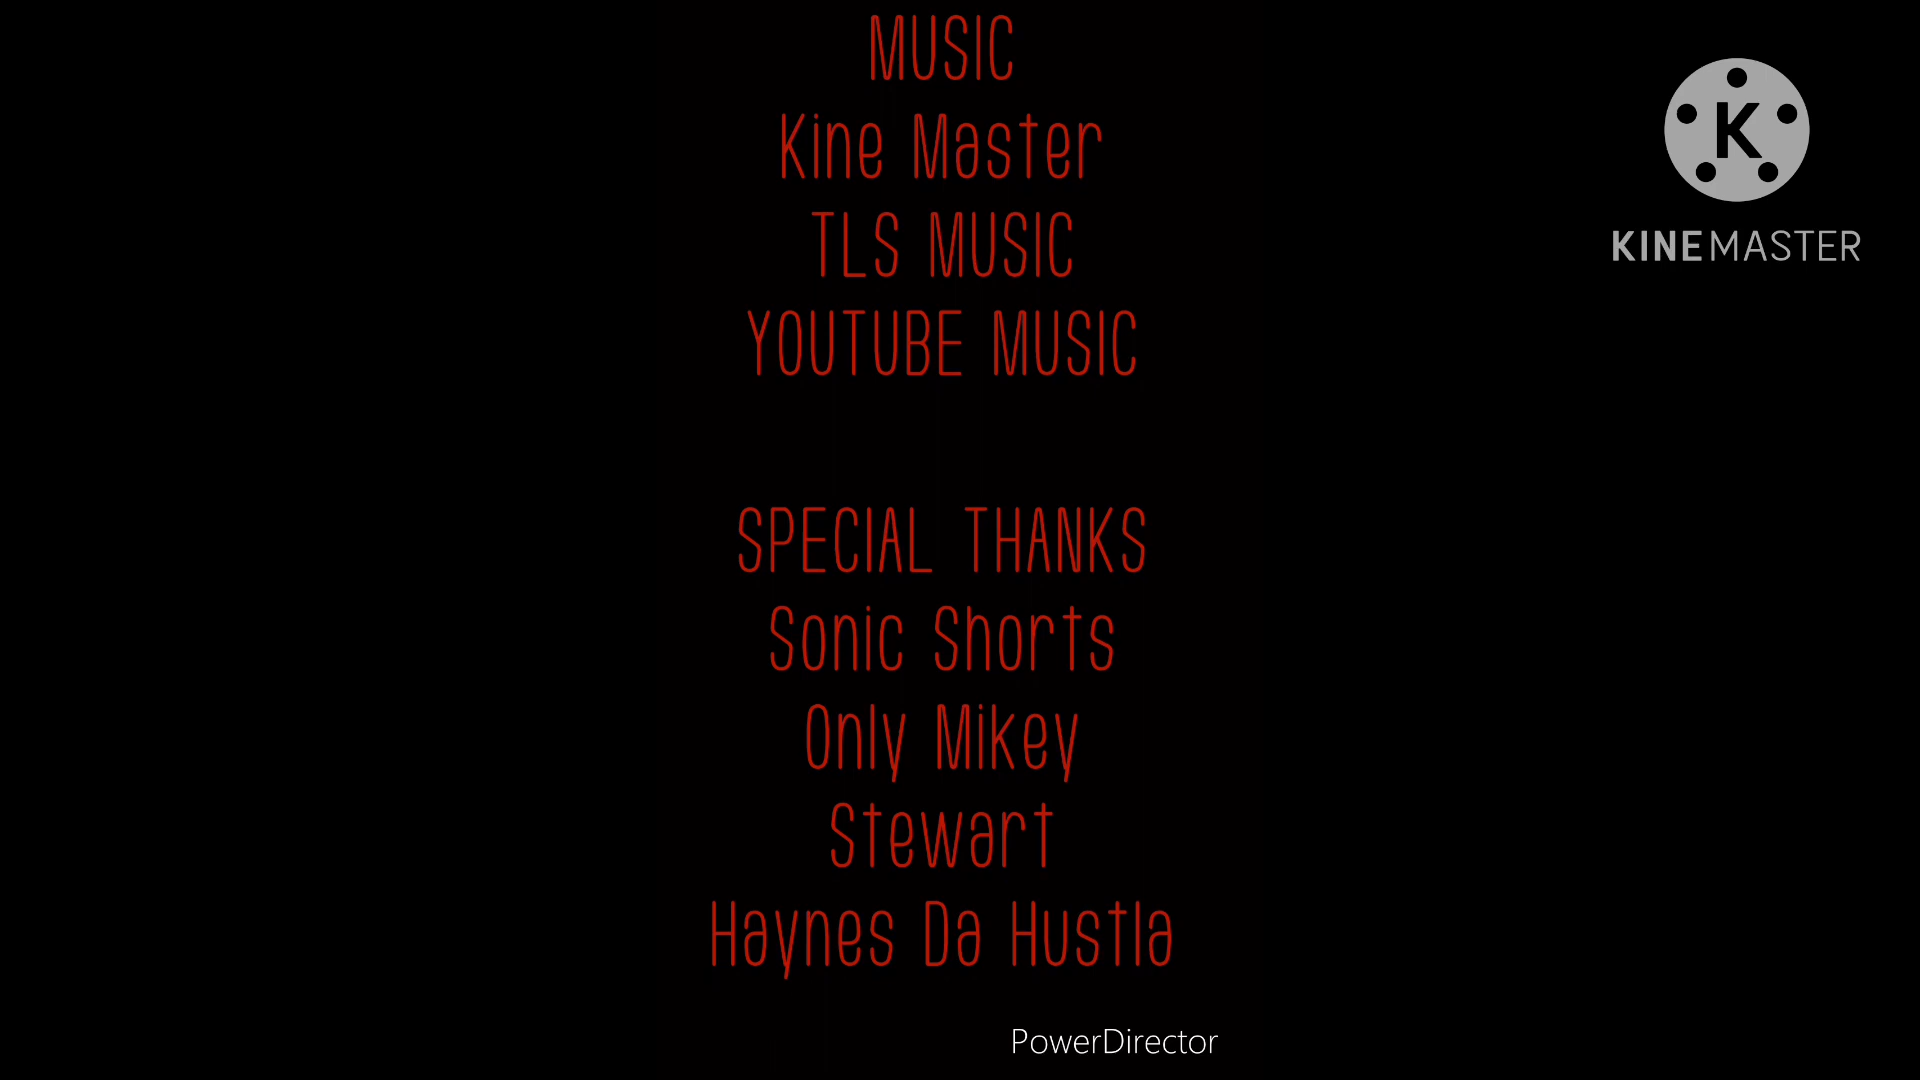 MUSIC
Kine Master
TLS MUSIC
YOUTUBE MUSIC
SPECIAL THANKS
Sonic Shorts
Only Mikey
Stewart
Haynes Da Hustla
K
KINEMASTER
PowerDirector